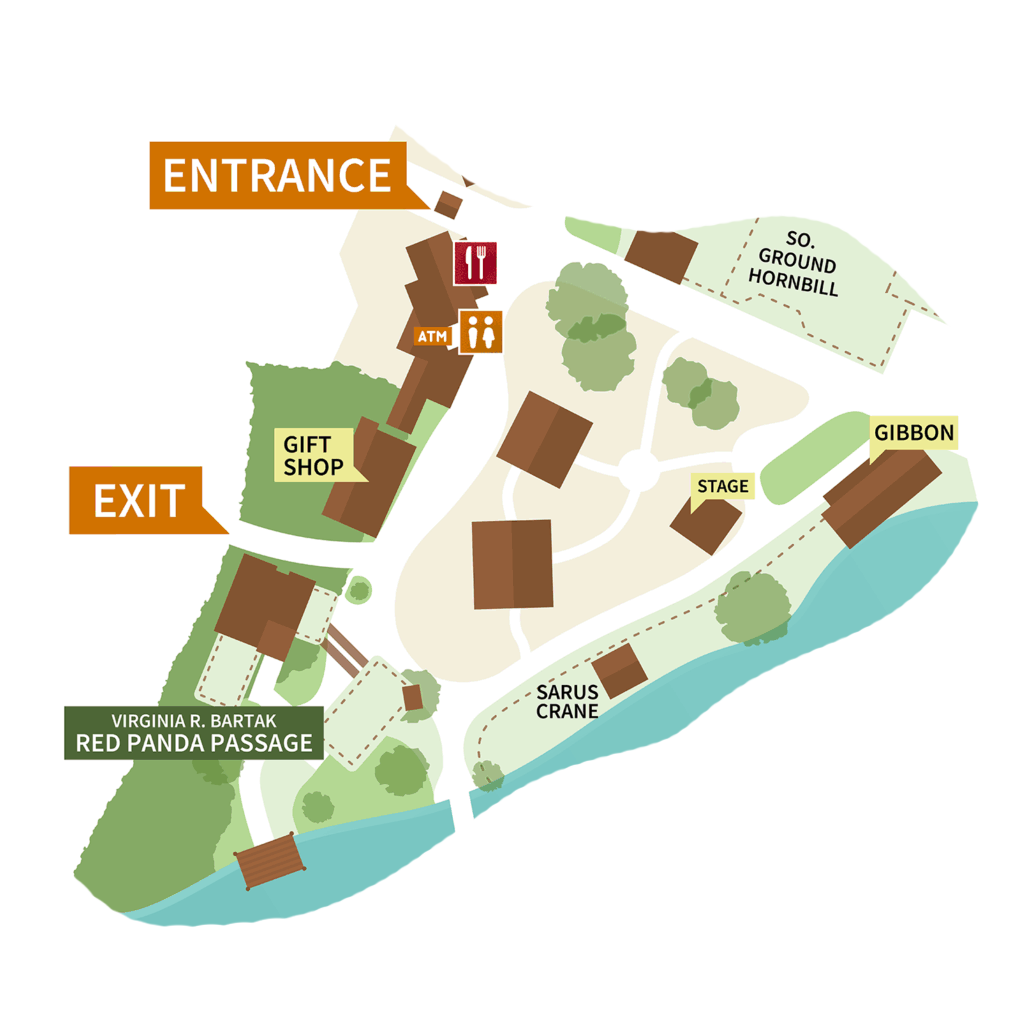 ENTRANCE
SO.
GROUND
HORNBILL
ATM
GIFT
SHOP
GIBBON
EXIT
STAGE
SARUS
CRANE
VIRGINIA R. BARTAK
RED PANDA PASSAGE